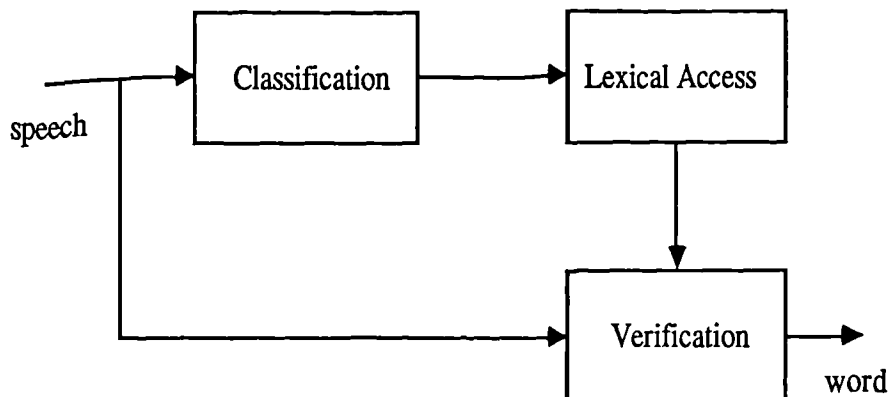 speech
Classification
Lexical Access
Verification
word